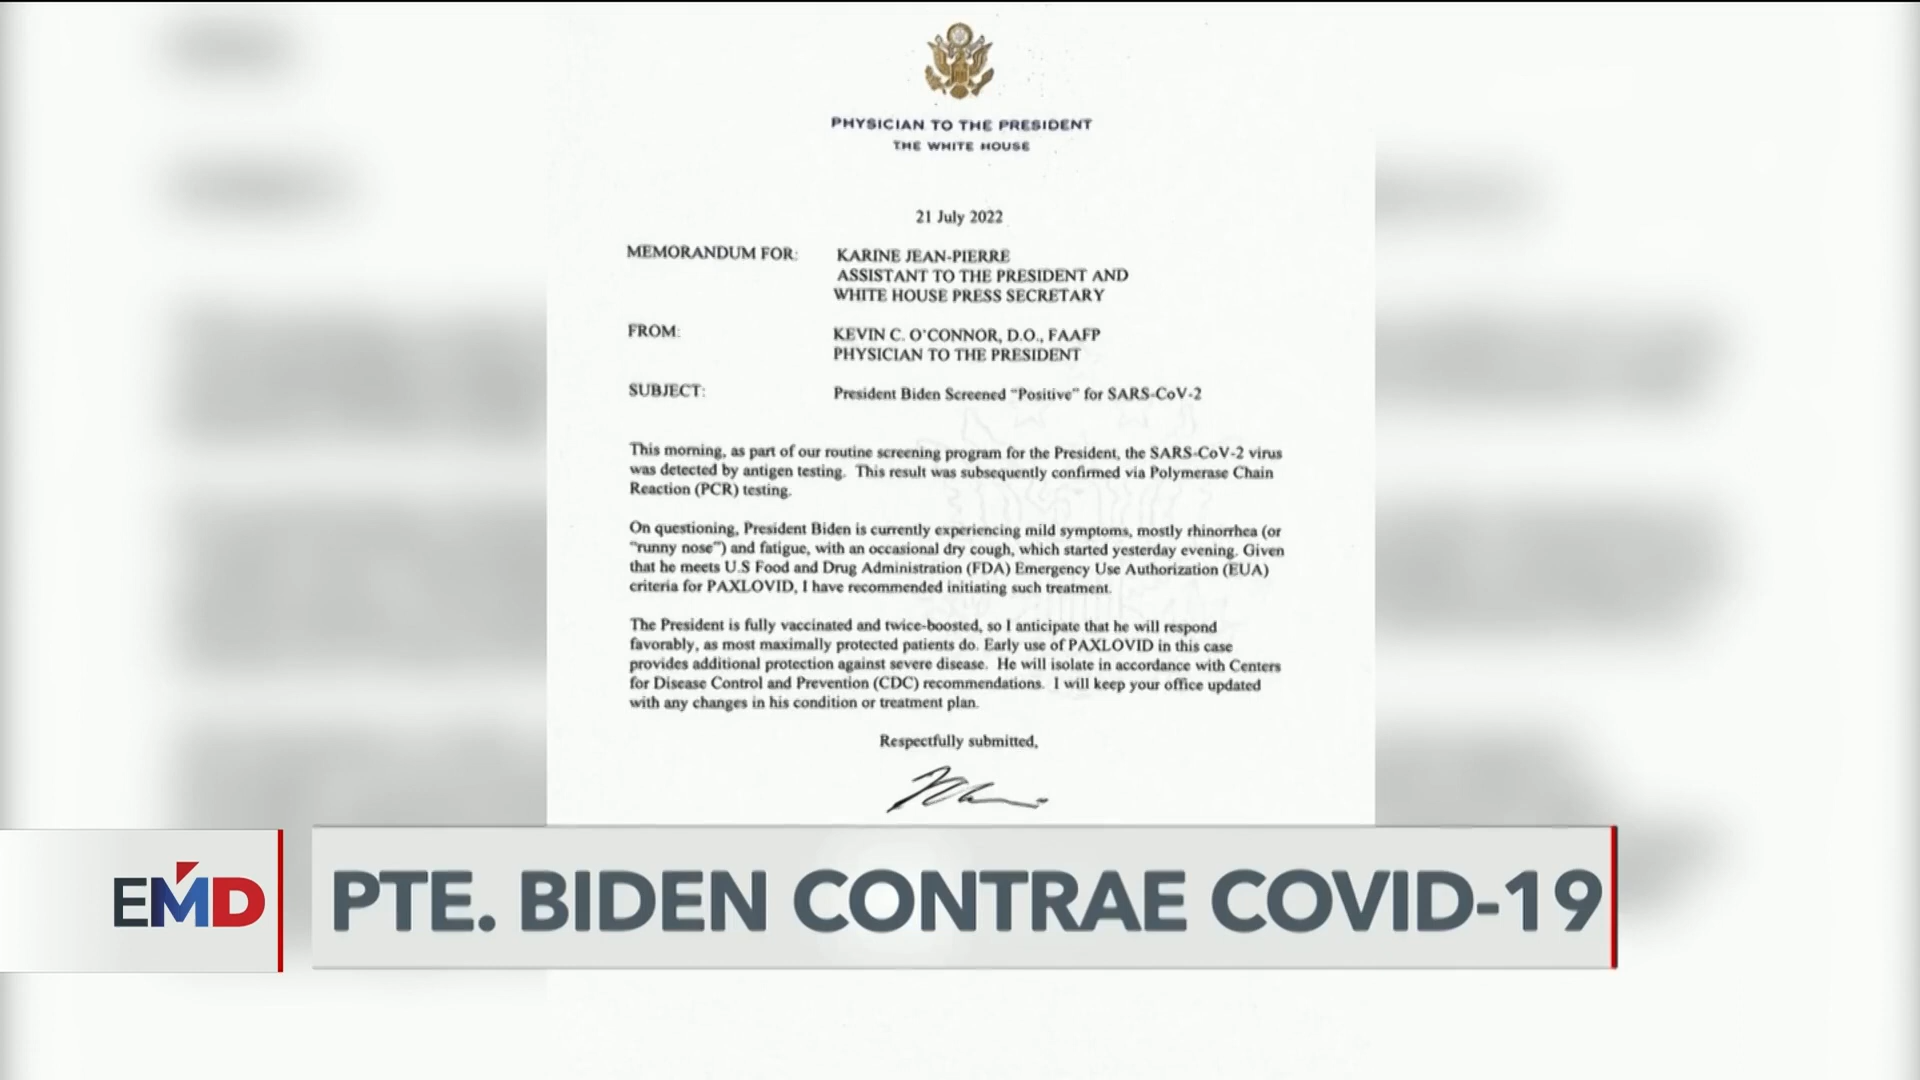 PHYSICIAN TO THE PRESIDENT
THE WHITE HOUSE
21 July 2022
MEMORANDUM FOR: KARINE JEAN-PIERRE
ASSISTANT TO THE PRESIDENT AND
WHITE HOUSE PRESS SECRETARY
FROM: KEVIN C. O'CONNOR, D.O., FAAFP
PHYSICIAN TO THE PRESIDENT
SUBJECT: President Biden Screened "Positive" for SARS-CoV-2
This morning, as part of our routine screening program for the President, the SARS-CoV-2 virus
was detected by antigen testing. This result was subsequently confirmed via Polymerase Chain
Reaction (PCR) testing.
On questioning, President Biden is currently experiencing mild symptoms, mostly rhinorrhea (or
"runny nose") and fatigue, with an occasional dry cough, which started yesterday evening. Given
that he meets U.S Food and Drug Administration (FDA) Emergency Use Authorization (EUA)
criteria for PAXLOVID, I have recommended initiating such treatment.
The President is fully vaccinated and twice-boosted, so I anticipate that he will respond
favorably, as most maximally protected patients do. Early use of PAXLOVID in this case
provides additional protection against severe disease. He will isolate in accordance with Centers
for Disease Control and Prevention (CDC) recommendations. I will keep your office updated
with any changes in his condition or treatment plan.
Respectfully submitted,
EMD
PTE. BIDEN CONTRAE COVID-19